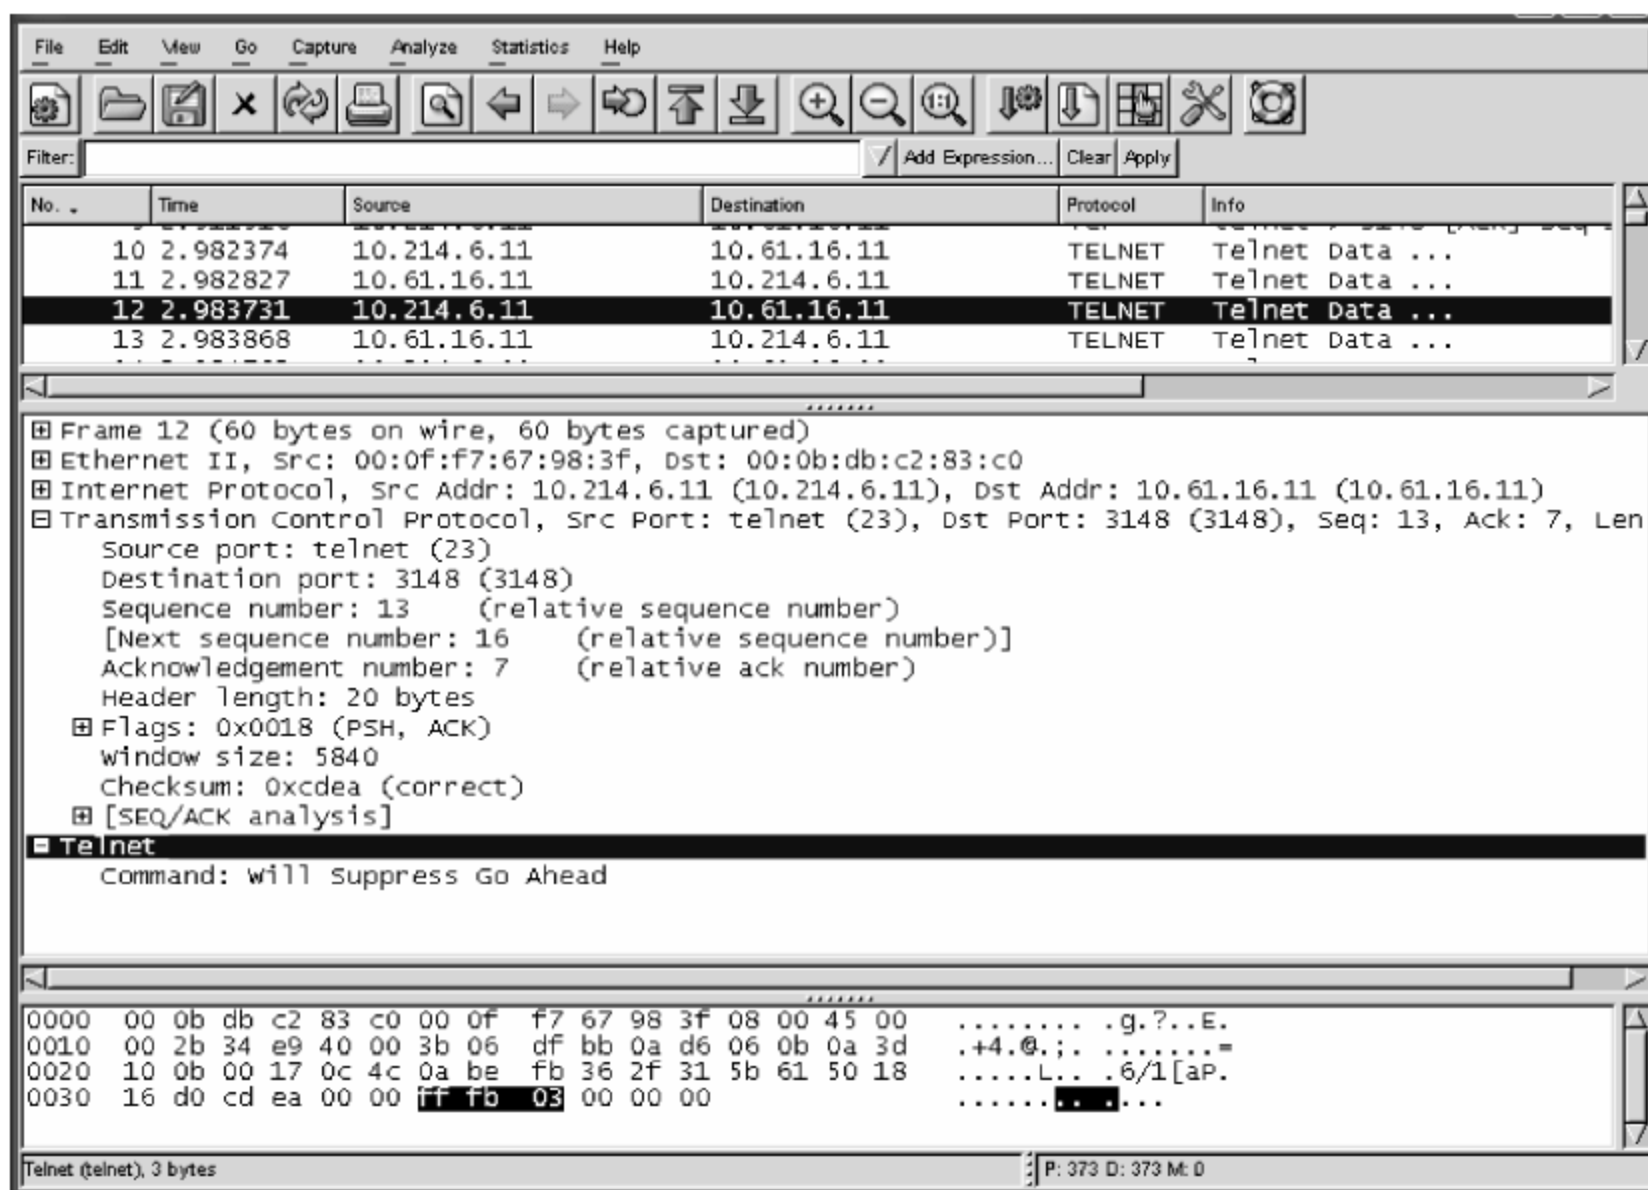 File Edit View Go Capture Analyze Statistics Help
Filter: Add Expression... Clear Apply
No. . Time Source Destination Protocol Info
10 2.982374 10.214.6.11 10.61.16.11 TELNET Telnet Data ...
11 2.982827 10.61.16.11 10.214.6.11 TELNET Telnet Data ...
12 2.983731 10.214.6.11 10.61.16.11 TELNET Telnet Data ...
13 2.983868 10.61.16.11 10.214.6.11 TELNET Telnet Data ...
Frame 12 (60 bytes on wire, 60 bytes captured)
Ethernet II, Src: 00:0f:f7:67:98:3f, Dst: 00:0b:db:c2:83:c0
Internet Protocol, Src Addr: 10.214.6.11 (10.214.6.11), Dst Addr: 10.61.16.11 (10.61.16.11)
Transmission Control Protocol, Src Port: telnet (23), Dst Port: 3148 (3148), Seq: 13, Ack: 7, Len
Source port: telnet (23)
Destination port: 3148 (3148)
Sequence number: 13 (relative sequence number)
[Next sequence number: 16 (relative sequence number)]
Acknowledgement number: 7 (relative ack number)
Header length: 20 bytes
Flags: 0x0018 (PSH, ACK)
Window size: 5840
Checksum: 0xcdea (correct)
[SEQ/ACK analysis]
Telnet
Command: Will Suppress Go Ahead
0000 00 0b db c2 83 c0 00 0f f7 67 98 3f 08 00 45 00 ........ .g.?..E.
0010 00 2b 34 e9 40 00 3b 06 df bb 0a d6 06 0b 0a 3d .+4.@.;. .......=
0020 10 0b 00 17 0c 4c 0a be fb 36 2f 31 5b 61 50 18 .....L.. .6/1[aP.
0030 16 d0 cd ea 00 00 ff fb 03 00 00 00 ........ ....
Telnet (telnet), 3 bytes P: 373 D: 373 M: 0